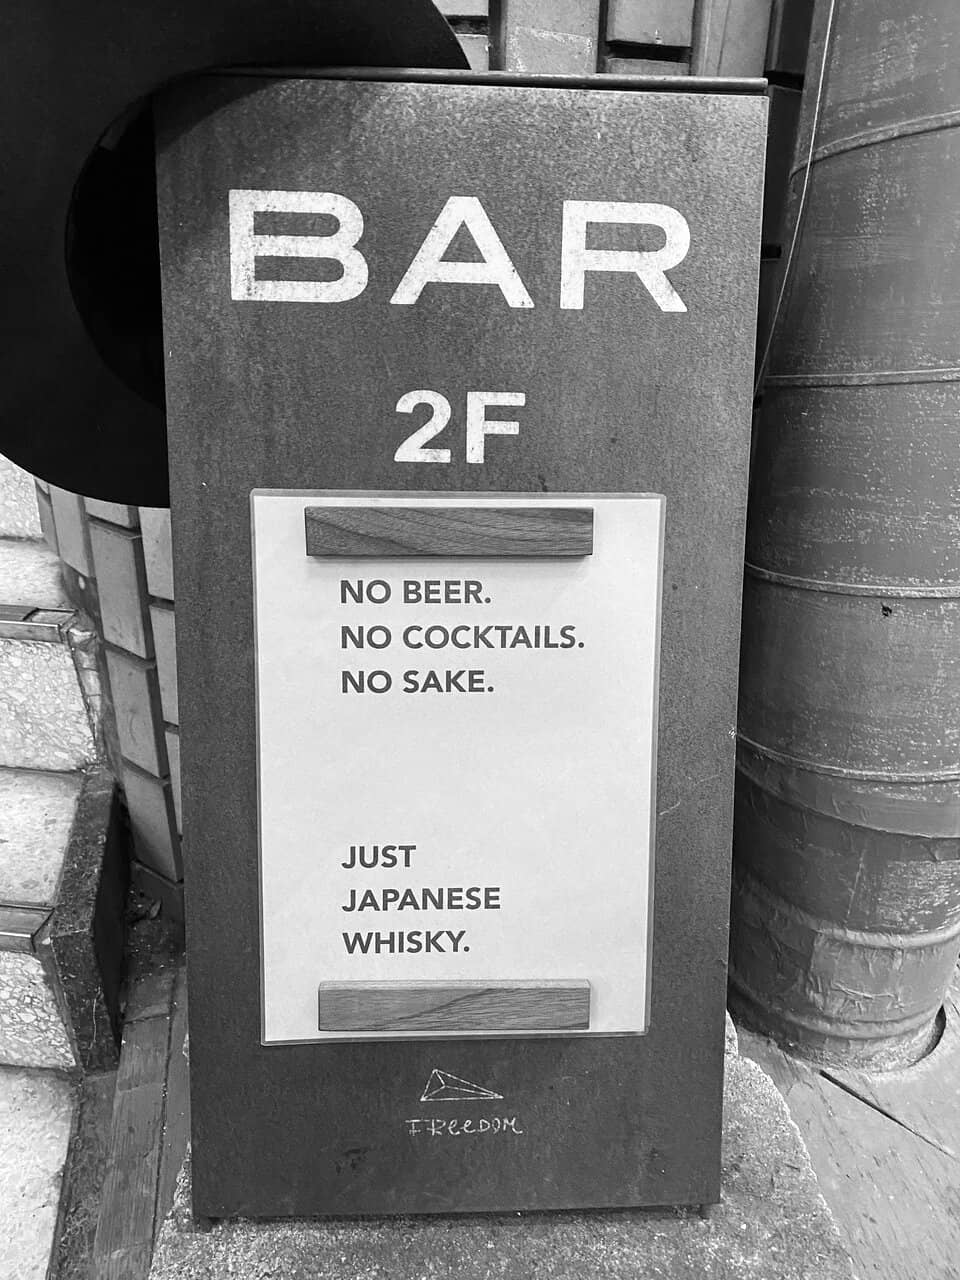 BAR
2F
NO BEER.
NO COCKTAILS.
NO SAKE.
JUST
JAPANESE
WHISKY.
FREEDOM